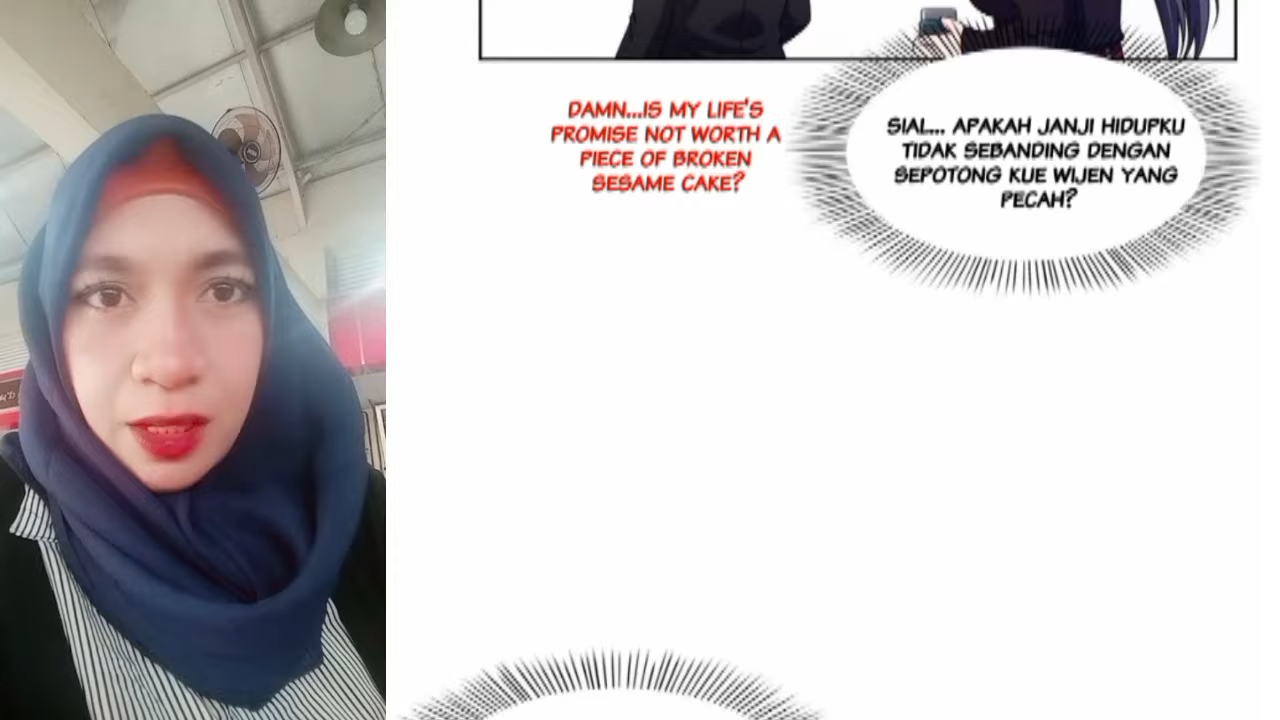 DAMN...IS MY LIFE'S
PROMISE NOT WORTH A
PIECE OF BROKEN
SESAME CAKE?
SIAL... APAKAH JANJI HIDUPKU
TIDAK SEBANDING DENGAN
SEPOTONG KUE WIJEN YANG
PECAH?